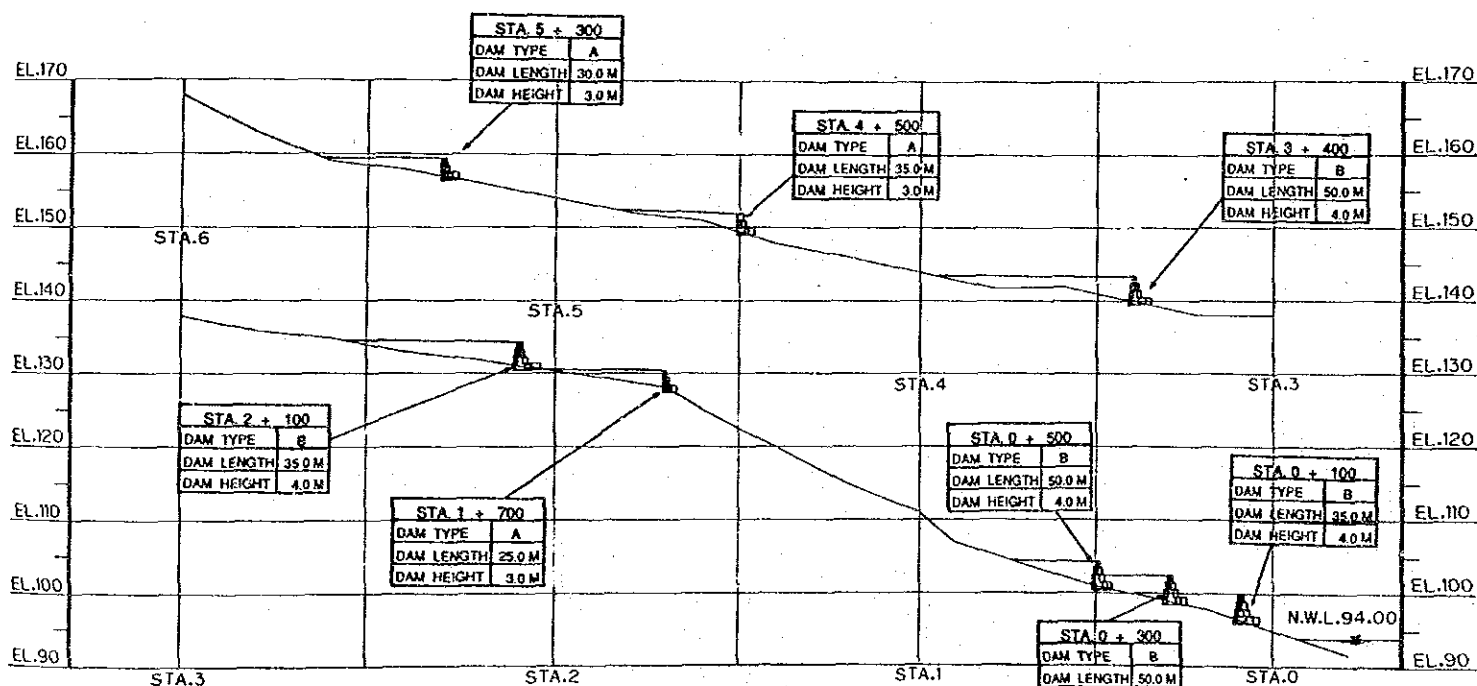 STA. 5 + 300
DAM TYPE A
DAM LENGTH 30.0 M
DAM HEIGHT 3.0 M
EL.170
EL.170
STA. 4 + 500
DAM TYPE A
DAM LENGTH 35.0 M
DAM HEIGHT 3.0 M
STA. 3 + 400
DAM TYPE B
DAM LENGTH 50.0 M
DAM HEIGHT 4.0 M
EL.160
EL.160
EL.150
EL.150
STA.6
EL.140
EL.140
STA.5
EL.130
EL.130
STA.4
STA.3
STA. 2 + 100
DAM TYPE B
DAM LENGTH 35.0 M
DAM HEIGHT 4.0 M
EL.120
EL.120
STA. 0 + 500
DAM TYPE B
DAM LENGTH 50.0 M
DAM HEIGHT 4.0 M
STA. 0 + 100
DAM TYPE B
DAM LENGTH 35.0 M
DAM HEIGHT 4.0 M
STA. 1 + 700
DAM TYPE A
DAM LENGTH 25.0 M
DAM HEIGHT 3.0 M
EL.110
EL.110
EL.100
EL.100
N.W.L.94.00
STA. 0 + 300
DAM TYPE B
DAM LENGTH 50.0 M
EL.90
EL.90
STA.3
STA.2
STA.1
STA.0